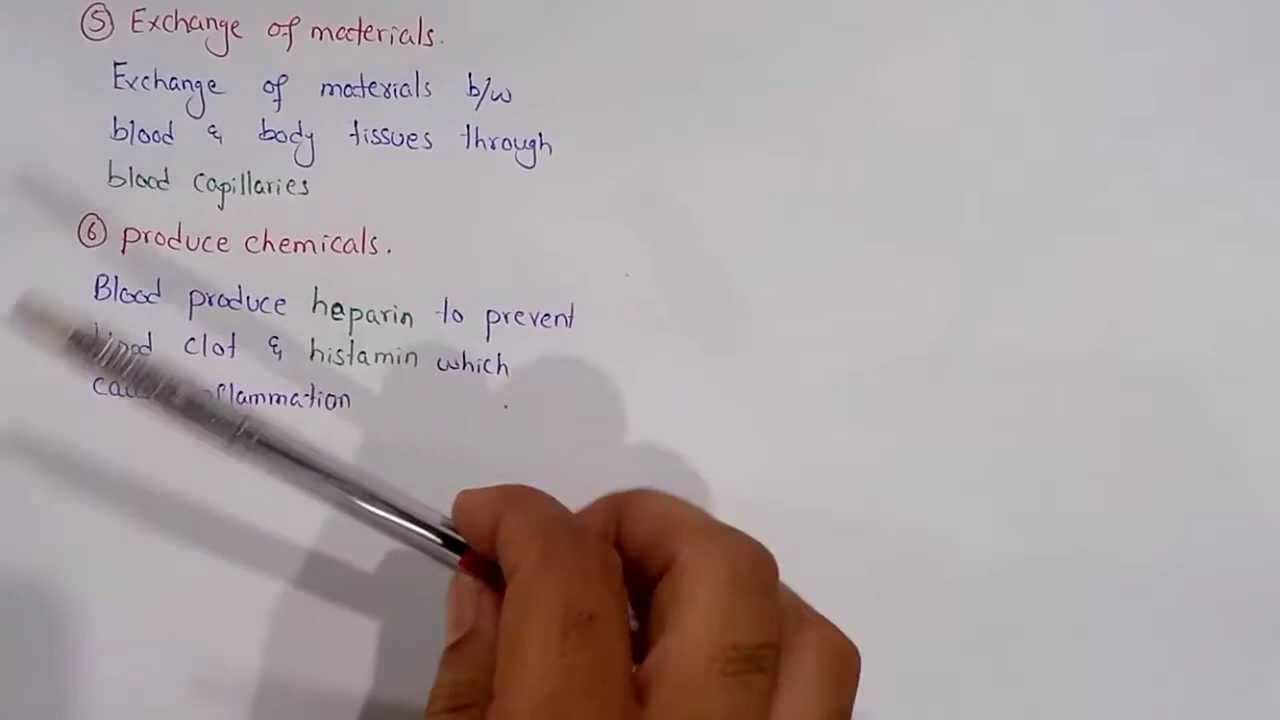 ⑤ Exchange of materials.
Exchange of materials b/w
blood & body tissues through
blood capillaries
⑥ produce chemicals.
Blood produce heparin to prevent
clot & histamin which